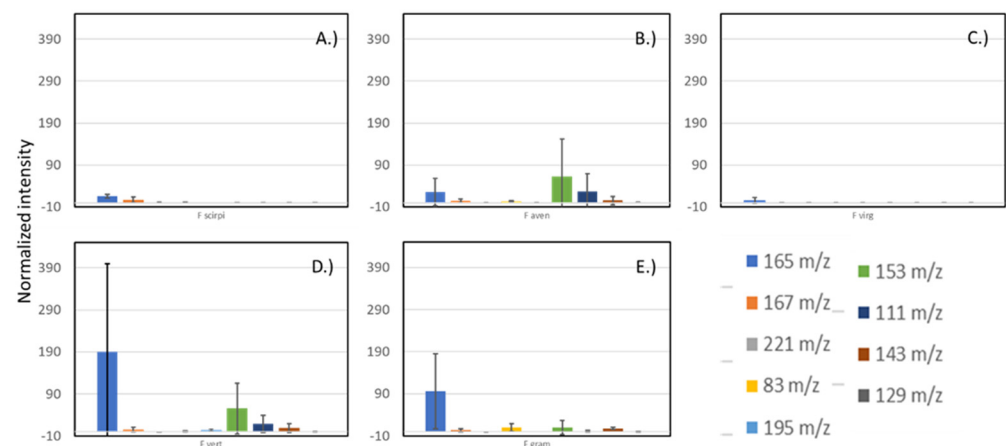 Normalized intensity
390
290
190
90
-10
A.)
F scirpi
390
290
190
90
-10
B.)
F aven
390
290
190
90
-10
C.)
F virg
390
290
190
90
-10
D.)
F vert
390
290
190
90
-10
E.)
F gram
165 m/z
167 m/z
221 m/z
83 m/z
195 m/z
153 m/z
111 m/z
143 m/z
129 m/z